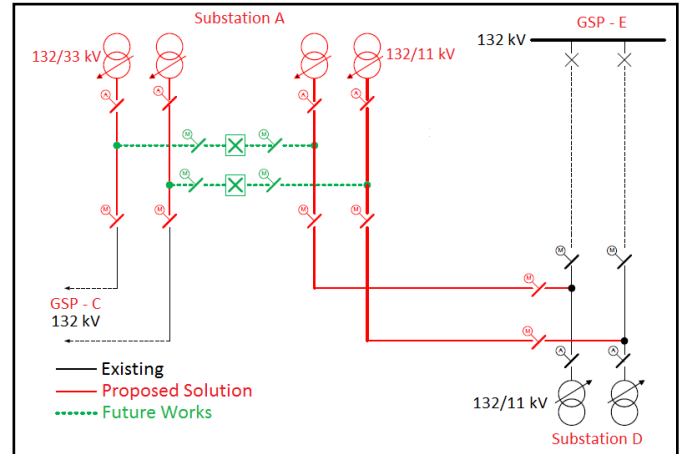 Substation A
GSP - E
132 kV
132/33 kV
132/11 kV
A
A
A
A
M
M
M
M
M
M
M
M
M
M
M
M
GSP - C
132 kV
A
A
Existing
Proposed Solution
Future Works
132/11 kV
Substation D